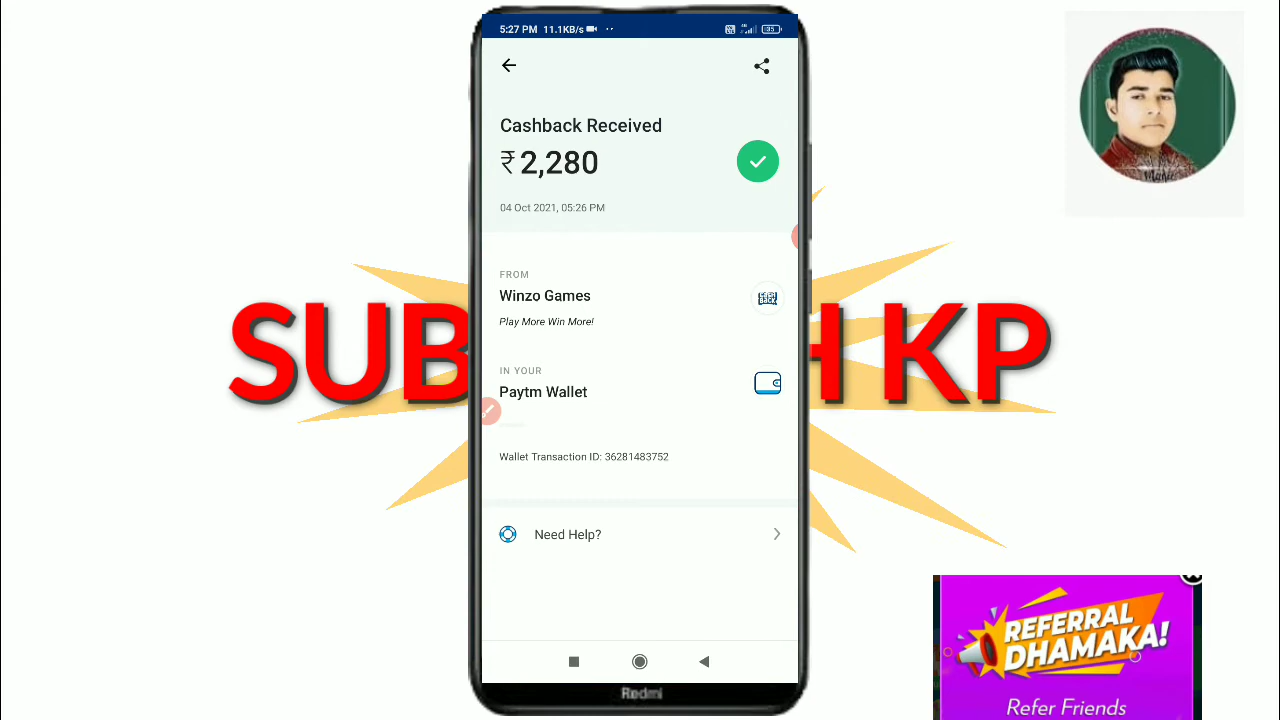 5:27 PM 11.1KB/s
35
Cashback Received
₹2,280
04 Oct 2021, 05:26 PM
FROM
Winzo Games
Play More Win More!
IN YOUR
Paytm Wallet
Wallet Transaction ID: 36281483752
Need Help?
Redmi
SUB
H KP
REFERRAL
DHAMAKA!
Refer Friends